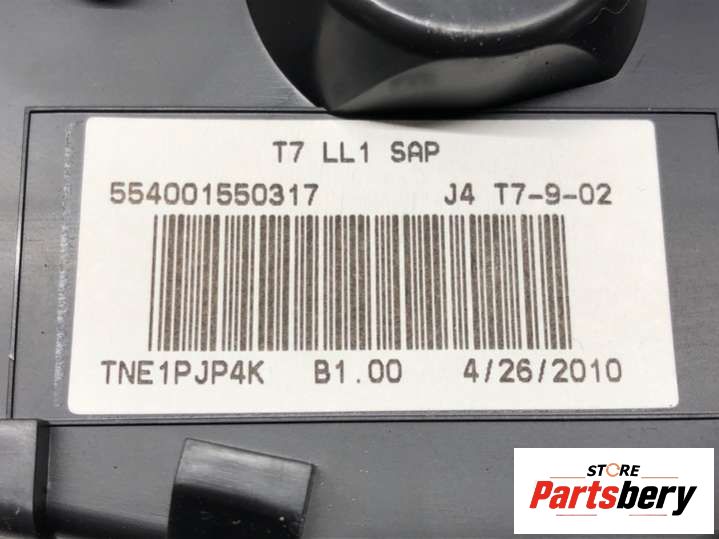 T7 LL1 SAP
554001550317 J4 T7-9-02
TNE1PJP4K B1.00 4/26/2010
STORE
Partsbery